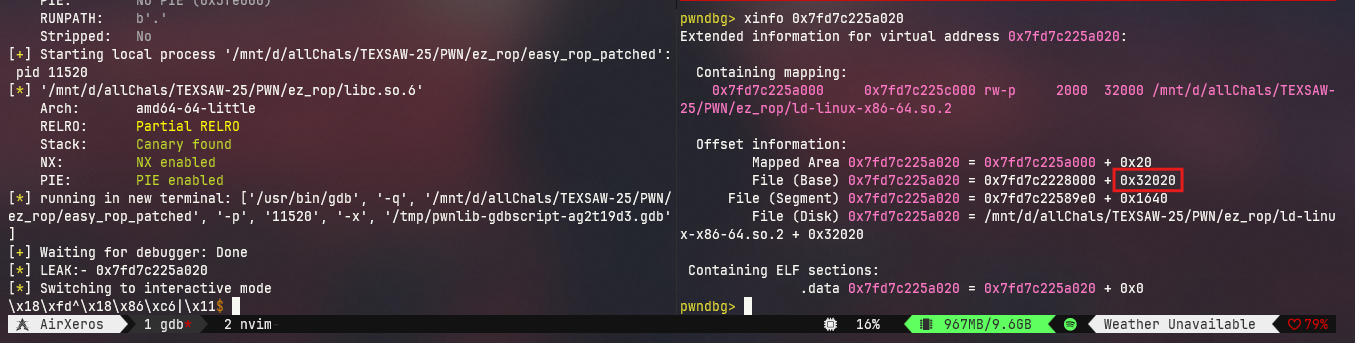 PIE:      NO PIE (0x3fe000)
RUNPATH:    b'.'
Stripped:   No
[+] Starting local process '/mnt/d/allChals/TEXSAW-25/PWN/ez_rop/easy_rop_patched':
pid 11520
[*] '/mnt/d/allChals/TEXSAW-25/PWN/ez_rop/libc.so.6'
Arch:     amd64-64-little
RELRO:    Partial RELRO
Stack:    Canary found
NX:       NX enabled
PIE:      PIE enabled
[*] running in new terminal: ['/usr/bin/gdb', '-q', '/mnt/d/allChals/TEXSAW-25/PWN/
ez_rop/easy_rop_patched', '-p', '11520', '-x', '/tmp/pwnlib-gdbscript-ag2t19d3.gdb'
]
[+] Waiting for debugger: Done
[*] LEAK:- 0x7fd7c225a020
[*] Switching to interactive mode
\x18\xfd^\x18\x86\xc6|\x11$
pwndbg> xinfo 0x7fd7c225a020
Extended information for virtual address 0x7fd7c225a020:
Containing mapping:
0x7fd7c225a000     0x7fd7c225c000 rw-p     2000  32000 /mnt/d/allChals/TEXSAW-
25/PWN/ez_rop/ld-linux-x86-64.so.2
Offset information:
Mapped Area 0x7fd7c225a020 = 0x7fd7c225a000 + 0x20
File (Base) 0x7fd7c225a020 = 0x7fd7c2228000 + 0x32020
File (Segment) 0x7fd7c225a020 = 0x7fd7c22589e0 + 0x1640
File (Disk) 0x7fd7c225a020 = /mnt/d/allChals/TEXSAW-25/PWN/ez_rop/ld-linu
x-x86-64.so.2 + 0x32020
Containing ELF sections:
.data 0x7fd7c225a020 = 0x7fd7c225a020 + 0x0
pwndbg>
AirXeros  1 gdb*  2 nvim-  16%  967MB/9.6GB  Weather Unavailable  ♡79%